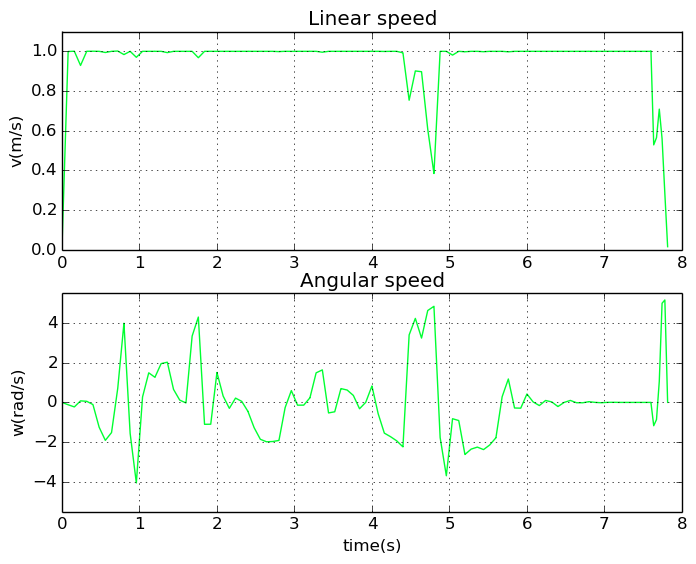 Linear speed
1.0
0.8
0.6
0.4
0.2
0.0
v(m/s)
0 1 2 3 4 5 6 7 8
Angular speed
4
2
0
−2
−4
w(rad/s)
0 1 2 3 4 5 6 7 8
time(s)